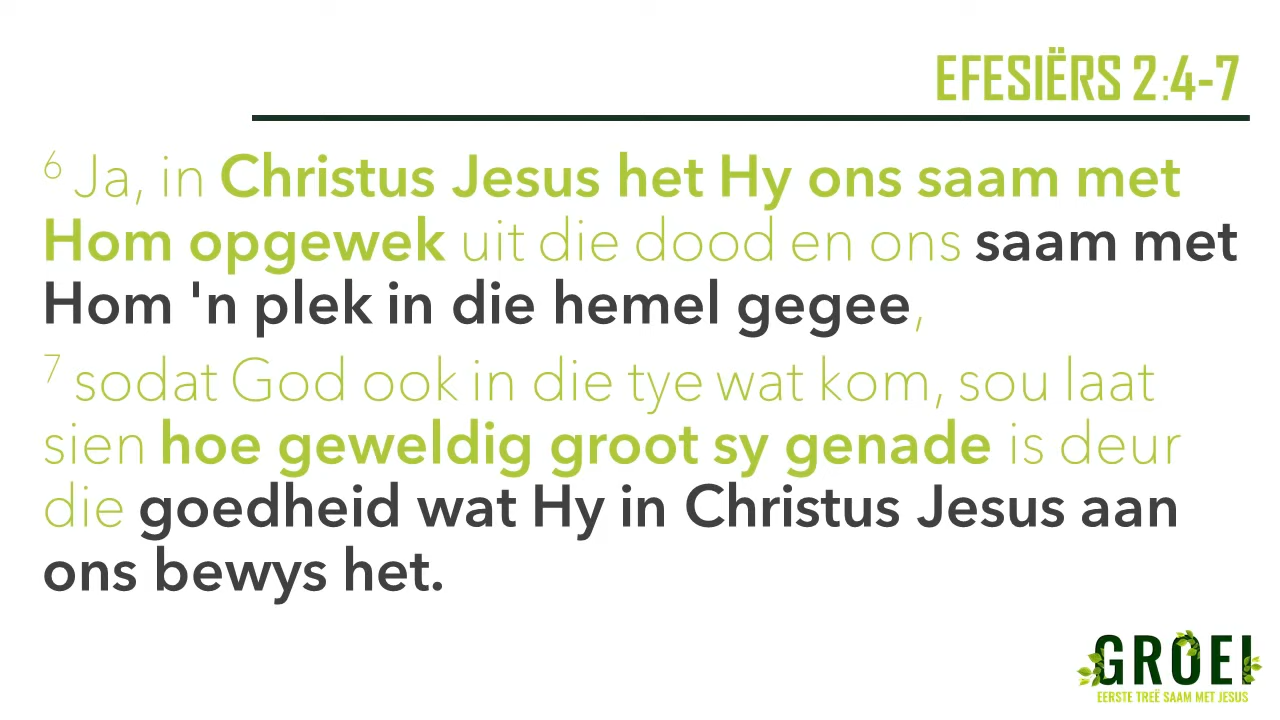 EFESIËRS 2:4-7
⁶ Ja, in Christus Jesus het Hy ons saam met
Hom opgewek uit die dood en ons saam met
Hom 'n plek in die hemel gegee,
⁷ sodat God ook in die tye wat kom, sou laat
sien hoe geweldig groot sy genade is deur
die goedheid wat Hy in Christus Jesus aan
ons bewys het.
GROEI
EERSTE TREË SAAM MET JESUS